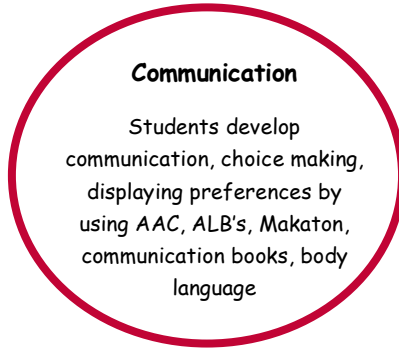 Communication
Students develop
communication, choice making,
displaying preferences by
using AAC, ALB's, Makaton,
communication books, body
language